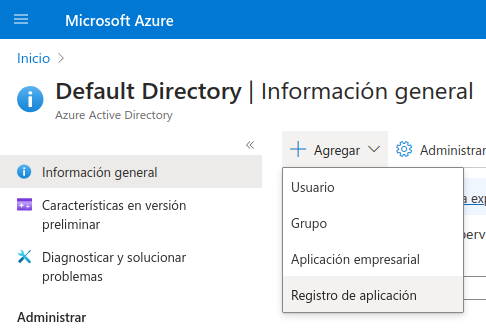 Microsoft Azure
Inicio
Default Directory | Información general
Azure Active Directory
Agregar
Administrar
Información general
Características en versión
preliminar
Diagnosticar y solucionar
problemas
Administrar
Usuario
Grupo
Aplicación empresarial
Registro de aplicación